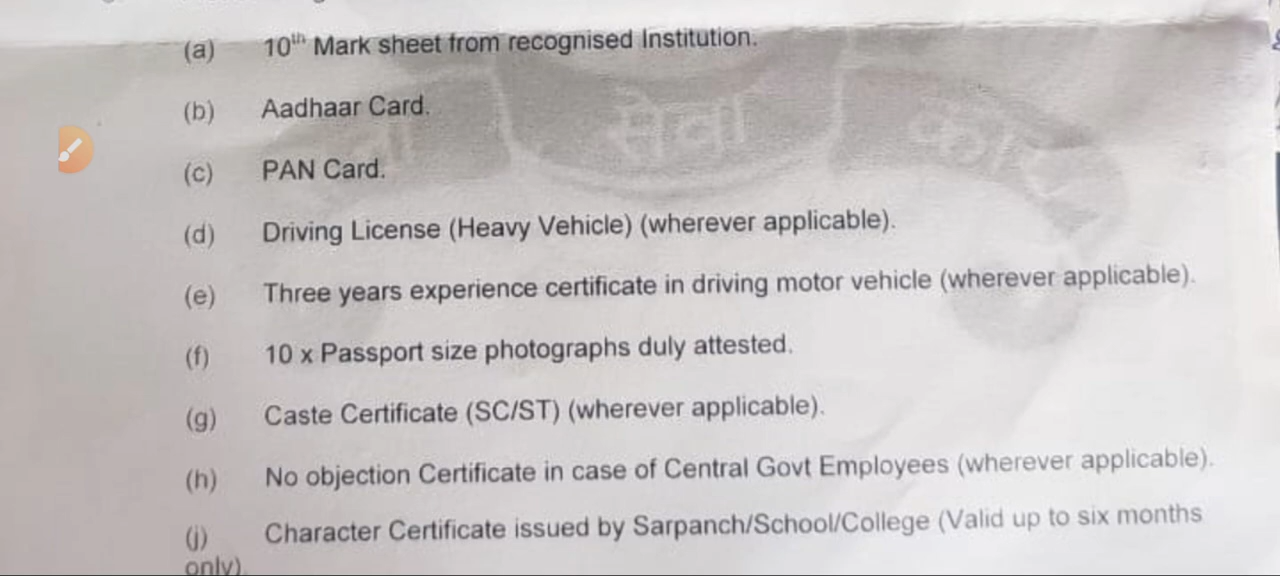 (a) 10th Mark sheet from recognised Institution.
(b) Aadhaar Card.
(c) PAN Card.
(d) Driving License (Heavy Vehicle) (wherever applicable).
(e) Three years experience certificate in driving motor vehicle (wherever applicable).
(f) 10 x Passport size photographs duly attested.
(g) Caste Certificate (SC/ST) (wherever applicable).
(h) No objection Certificate in case of Central Govt Employees (wherever applicable).
(j) Character Certificate issued by Sarpanch/School/College (Valid up to six months
only).
सेवा